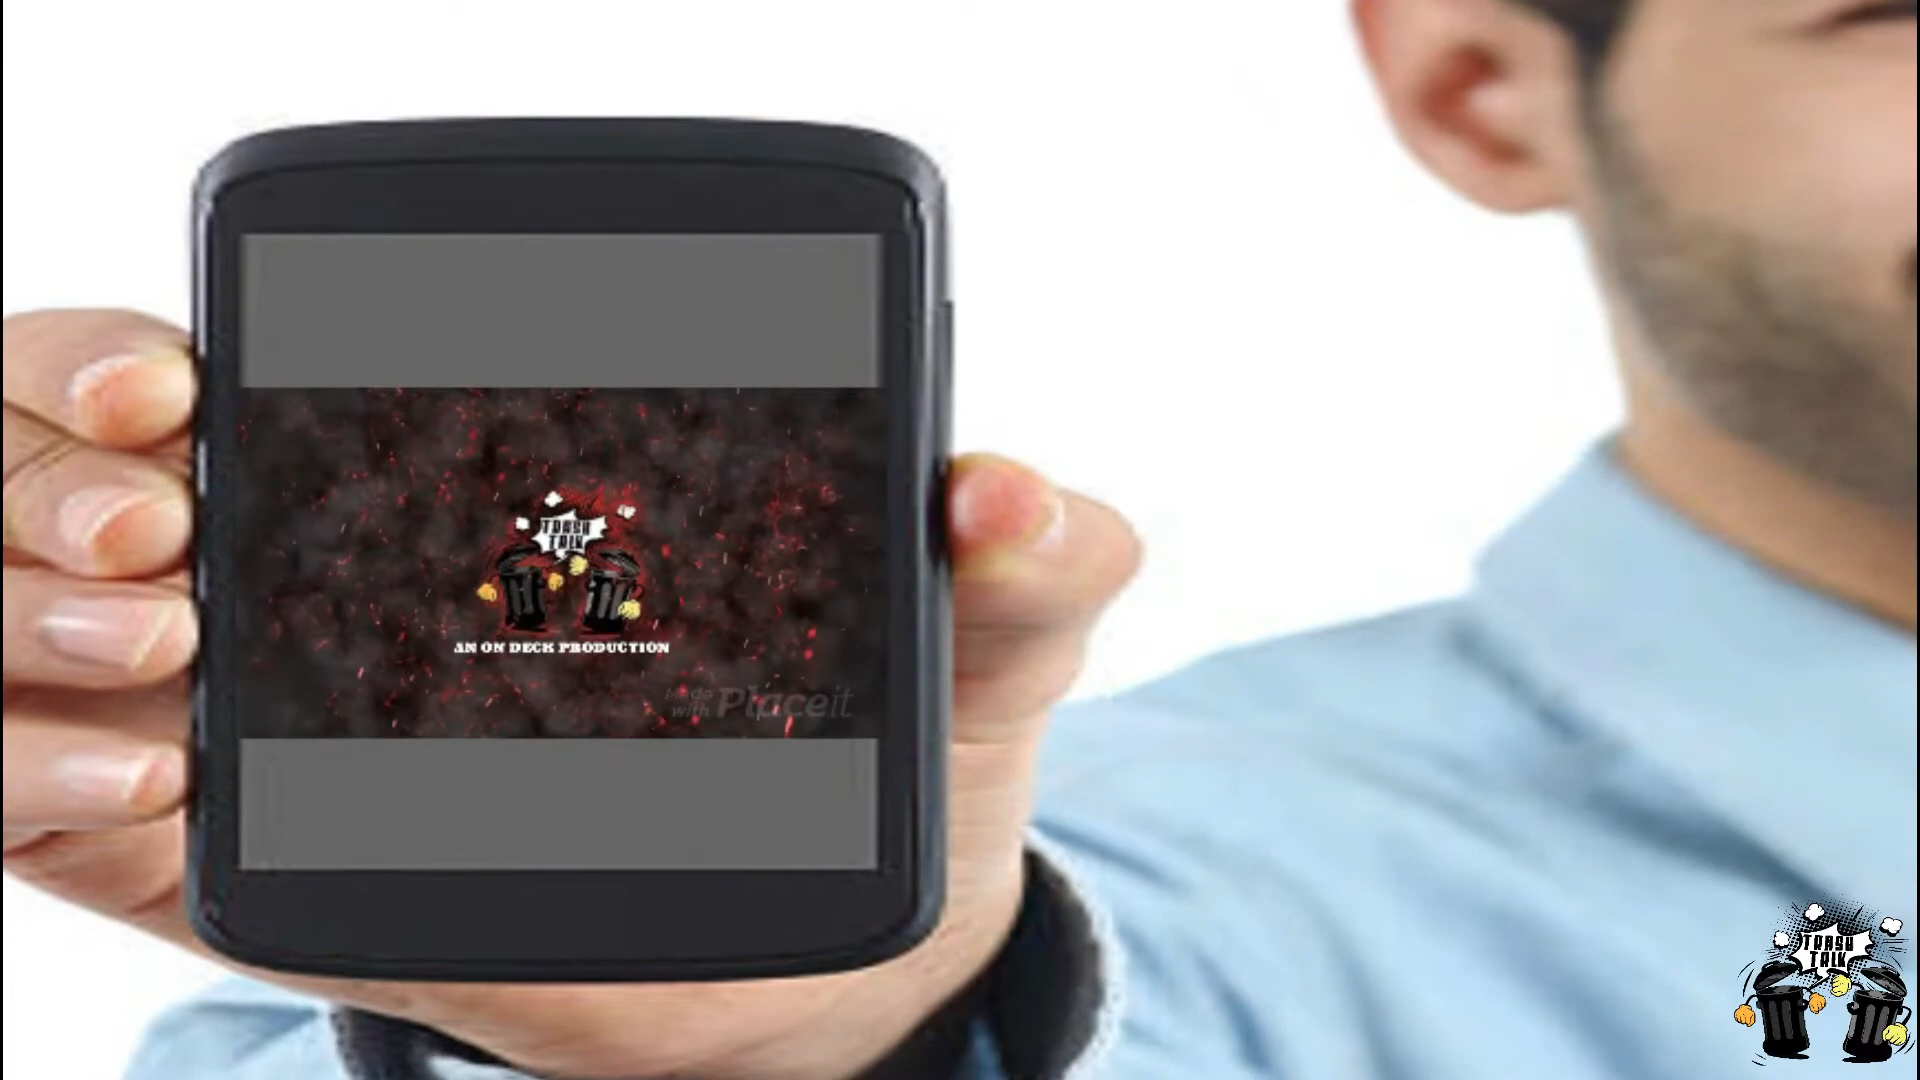 TRASH
TALK
AN ON DECK PRODUCTION
Made
with Placeit
TRASH
TALK